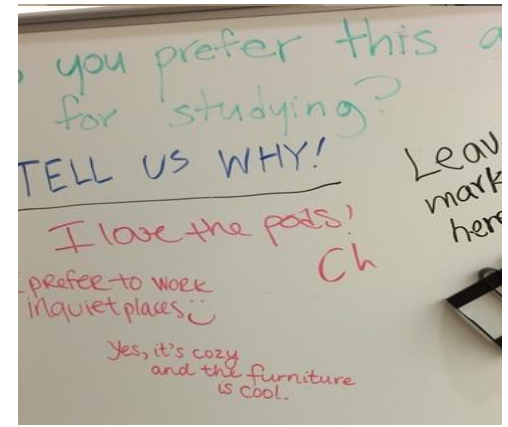 you prefer this a
for studying?
TELL US WHY!
Leav
mark
here
I love the pods!
Ch
prefer to work
in quiet places
Yes, it's cozy
and the furniture
is cool.